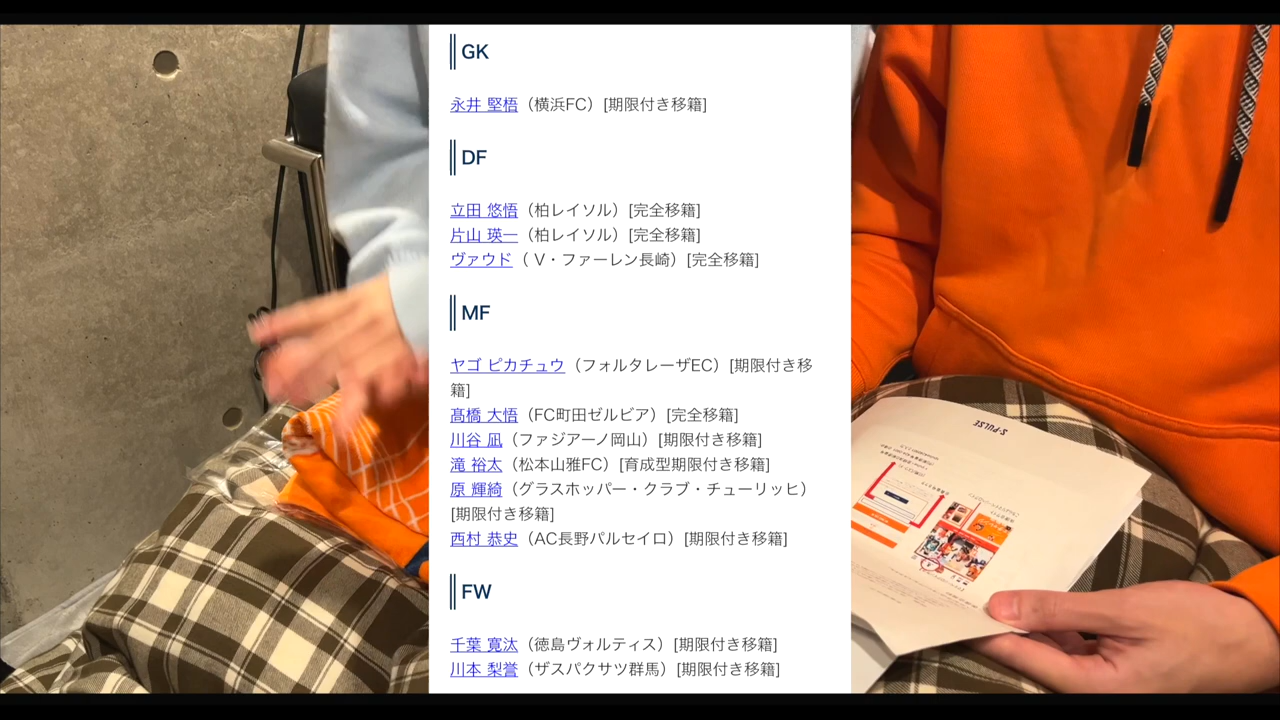 GK
永井 堅梧（横浜FC）[期限付き移籍]
DF
立田 悠悟（柏レイソル）[完全移籍]
片山 瑛一（柏レイソル）[完全移籍]
ヴァウド（ V・ファーレン長崎）[完全移籍]
MF
ヤゴ ピカチュウ（フォルタレーザEC）[期限付き移
籍]
髙橋 大悟（FC町田ゼルビア）[完全移籍]
川谷 凪（ファジアーノ岡山）[期限付き移籍]
滝 裕太（松本山雅FC）[育成型期限付き移籍]
原 輝綺（グラスホッパー・クラブ・チューリッヒ）
[期限付き移籍]
西村 恭史（AC長野パルセイロ）[期限付き移籍]
FW
千葉 寛汰（徳島ヴォルティス）[期限付き移籍]
川本 梨誉（ザスパクサツ群馬）[期限付き移籍]
S-PULSE